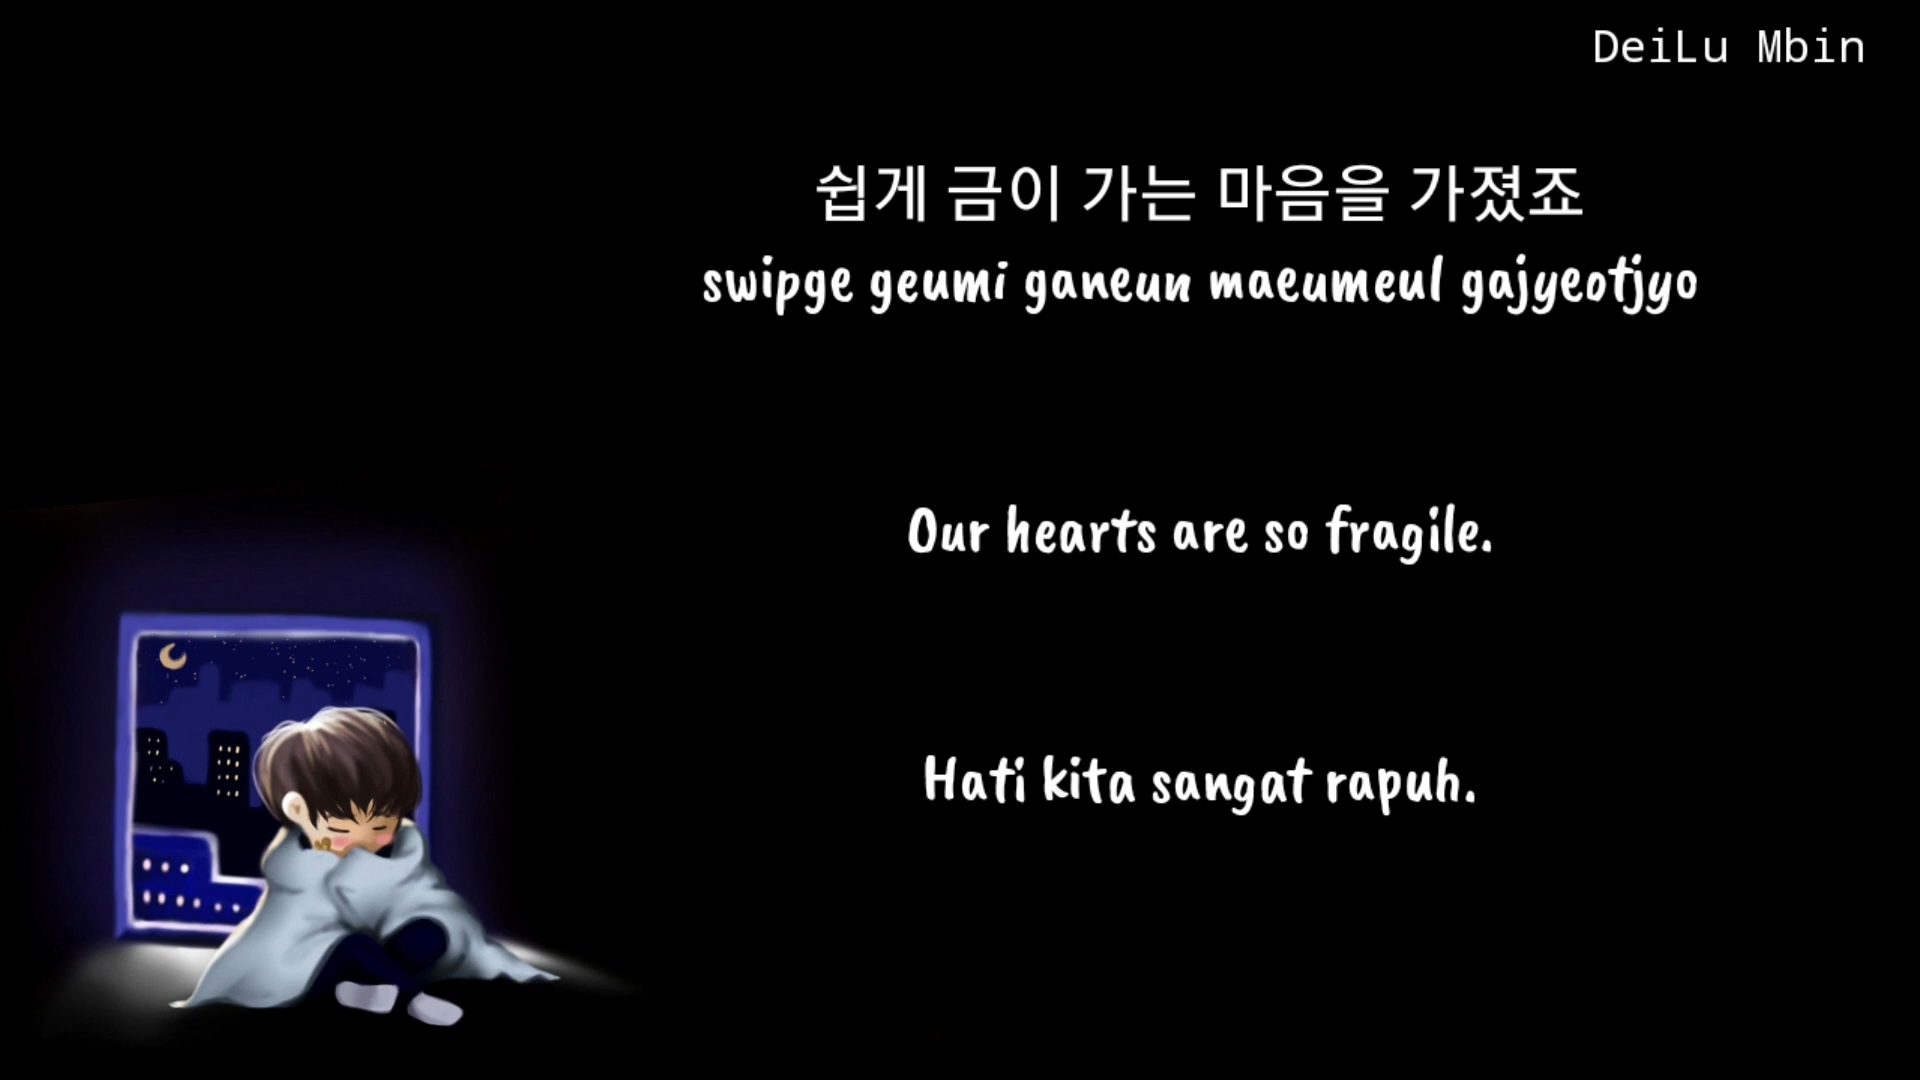 DeiLu Mbin
쉽게 금이 가는 마음을 가졌죠
swipge geumi ganeun maeumeul gajyeotjyo
Our hearts are so fragile.
Hati kita sangat rapuh.